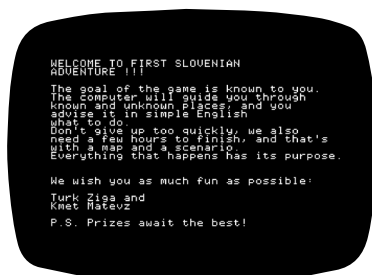 WELCOME TO FIRST SLOVENIAN
ADVENTURE !!!
The goal of the game is known to you.
The computer will guide you through
known and unknown places, and you
advise it in simple English
what to do.
Don't give up too quickly, we also
need a few hours to finish, and that's
with a map and a scenario.
Everything that happens has its purpose.
We wish you as much fun as possible:
Turk Ziga and
Kmet Matevz
P.S. Prizes await the best!